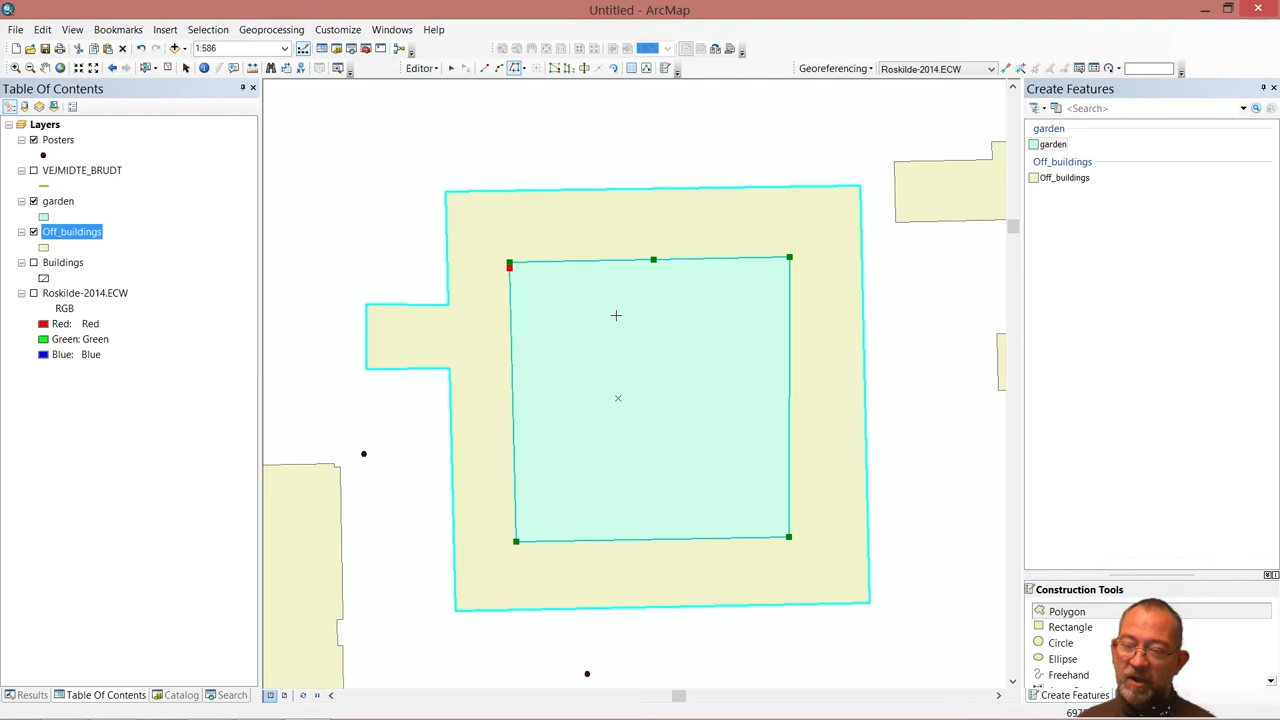 Untitled - ArcMap
File Edit View Bookmarks Insert Selection Geoprocessing Customize Windows Help
1:586
100%
Editor
Georeferencing
Roskilde-2014.ECW
Table Of Contents
Layers
Posters
VEJMIDTE_BRUDT
garden
Off_buildings
Buildings
Roskilde-2014.ECW
RGB
Red: Red
Green: Green
Blue: Blue
Results Table Of Contents Catalog Search
Create Features
<Search>
garden
garden
Off_buildings
Off_buildings
Construction Tools
Polygon
Rectangle
Circle
Ellipse
Freehand
Create Features